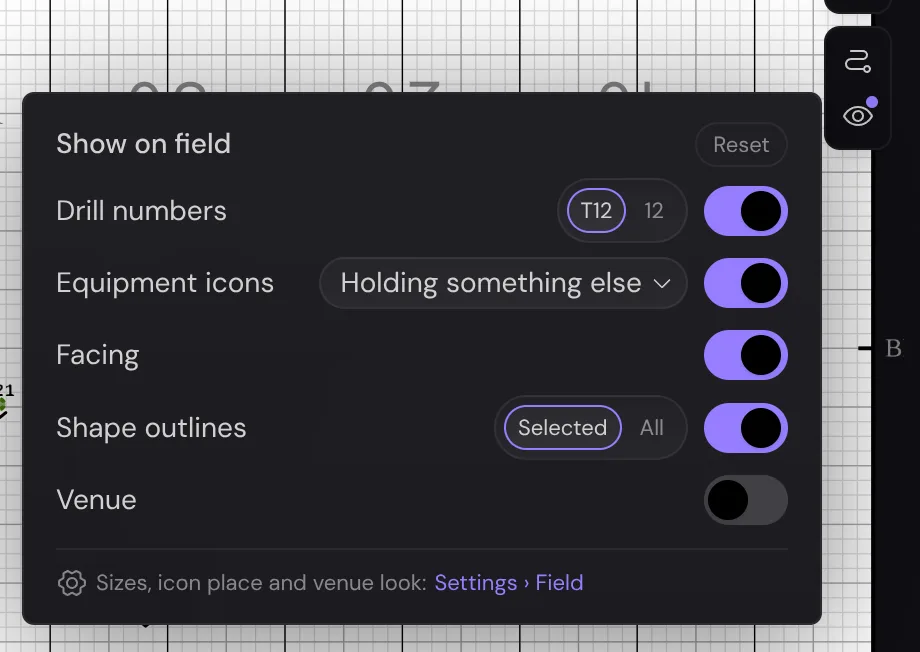 Show on field
Reset
Drill numbers
T12
12
Equipment icons
Holding something else
Facing
B
21
Shape outlines
Selected
All
Venue
Sizes, icon place and venue look: Settings › Field